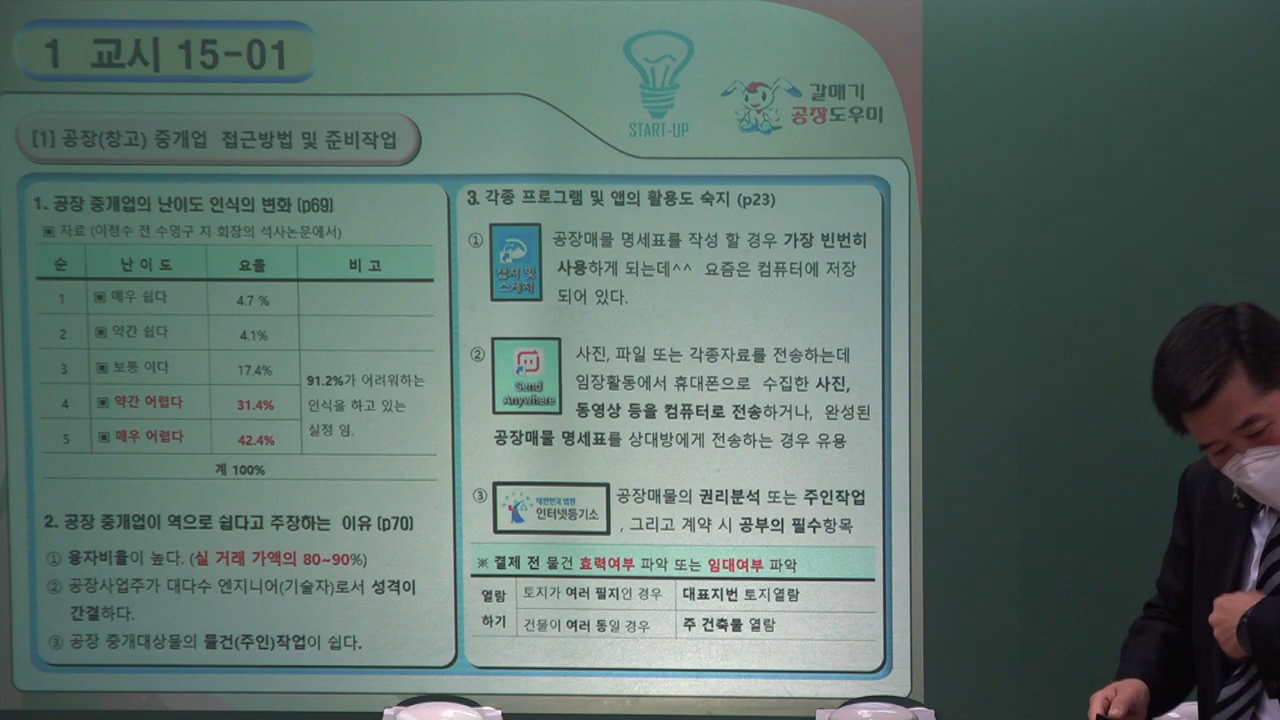 1 교시 15-01
START-UP
갈매기
공장도우미
[1] 공장(창고) 중개업 접근방법 및 준비작업
1. 공장 중개업의 난이도 인식의 변화 (p69)
▣ 자료 (이정수 전 수영구 지 회장의 석사논문에서)
순 난 이 도 요율 비 고
1 ▣ 매우 쉽다 4.7 %
2 ▣ 약간 쉽다 4.1%
3 ▣ 보통 이다 17.4%
4 ▣ 약간 어렵다 31.4%
5 ▣ 매우 어렵다 42.4%
91.2%가 어려워하는
인식을 하고 있는
실정 임.
계 100%
2. 공장 중개업이 역으로 쉽다고 주장하는 이유 (p70)
① 융자비율이 높다. (실 거래 가액의 80~90%)
② 공장사업주가 대다수 엔지니어(기술자)로서 성격이
간결하다.
③ 공장 중개대상물의 물건(주인)작업이 쉽다.
3. 각종 프로그램 및 앱의 활용도 숙지 (p23)
① 캡처 및
스케치
공장매물 명세표를 작성 할 경우 가장 빈번히
사용하게 되는데^^ 요즘은 컴퓨터에 저장
되어 있다.
② Send
Anywhere
사진, 파일 또는 각종자료를 전송하는데
임장활동에서 휴대폰으로 수집한 사진,
동영상 등을 컴퓨터로 전송하거나, 완성된
공장매물 명세표를 상대방에게 전송하는 경우 유용
③ 대한민국 법원
인터넷등기소
공장매물의 권리분석 또는 주인작업
, 그리고 계약 시 공부의 필수항목
※ 결제 전 물건 효력여부 파악 또는 임대여부 파악
열람 토지가 여러 필지인 경우 대표지번 토지열람
하기 건물이 여러 동일 경우 주 건축물 열람